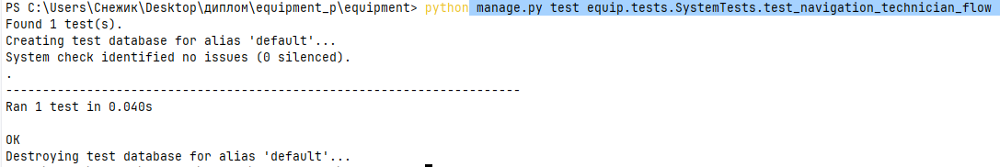 PS C:\Users\Снежик\Desktop\диплом\equipment_p\equipment> python manage.py test equip.tests.SystemTests.test_navigation_technician_flow
Found 1 test(s).
Creating test database for alias 'default'...
System check identified no issues (0 silenced).
.
----------------------------------------------------------------------
Ran 1 test in 0.040s
OK
Destroying test database for alias 'default'...